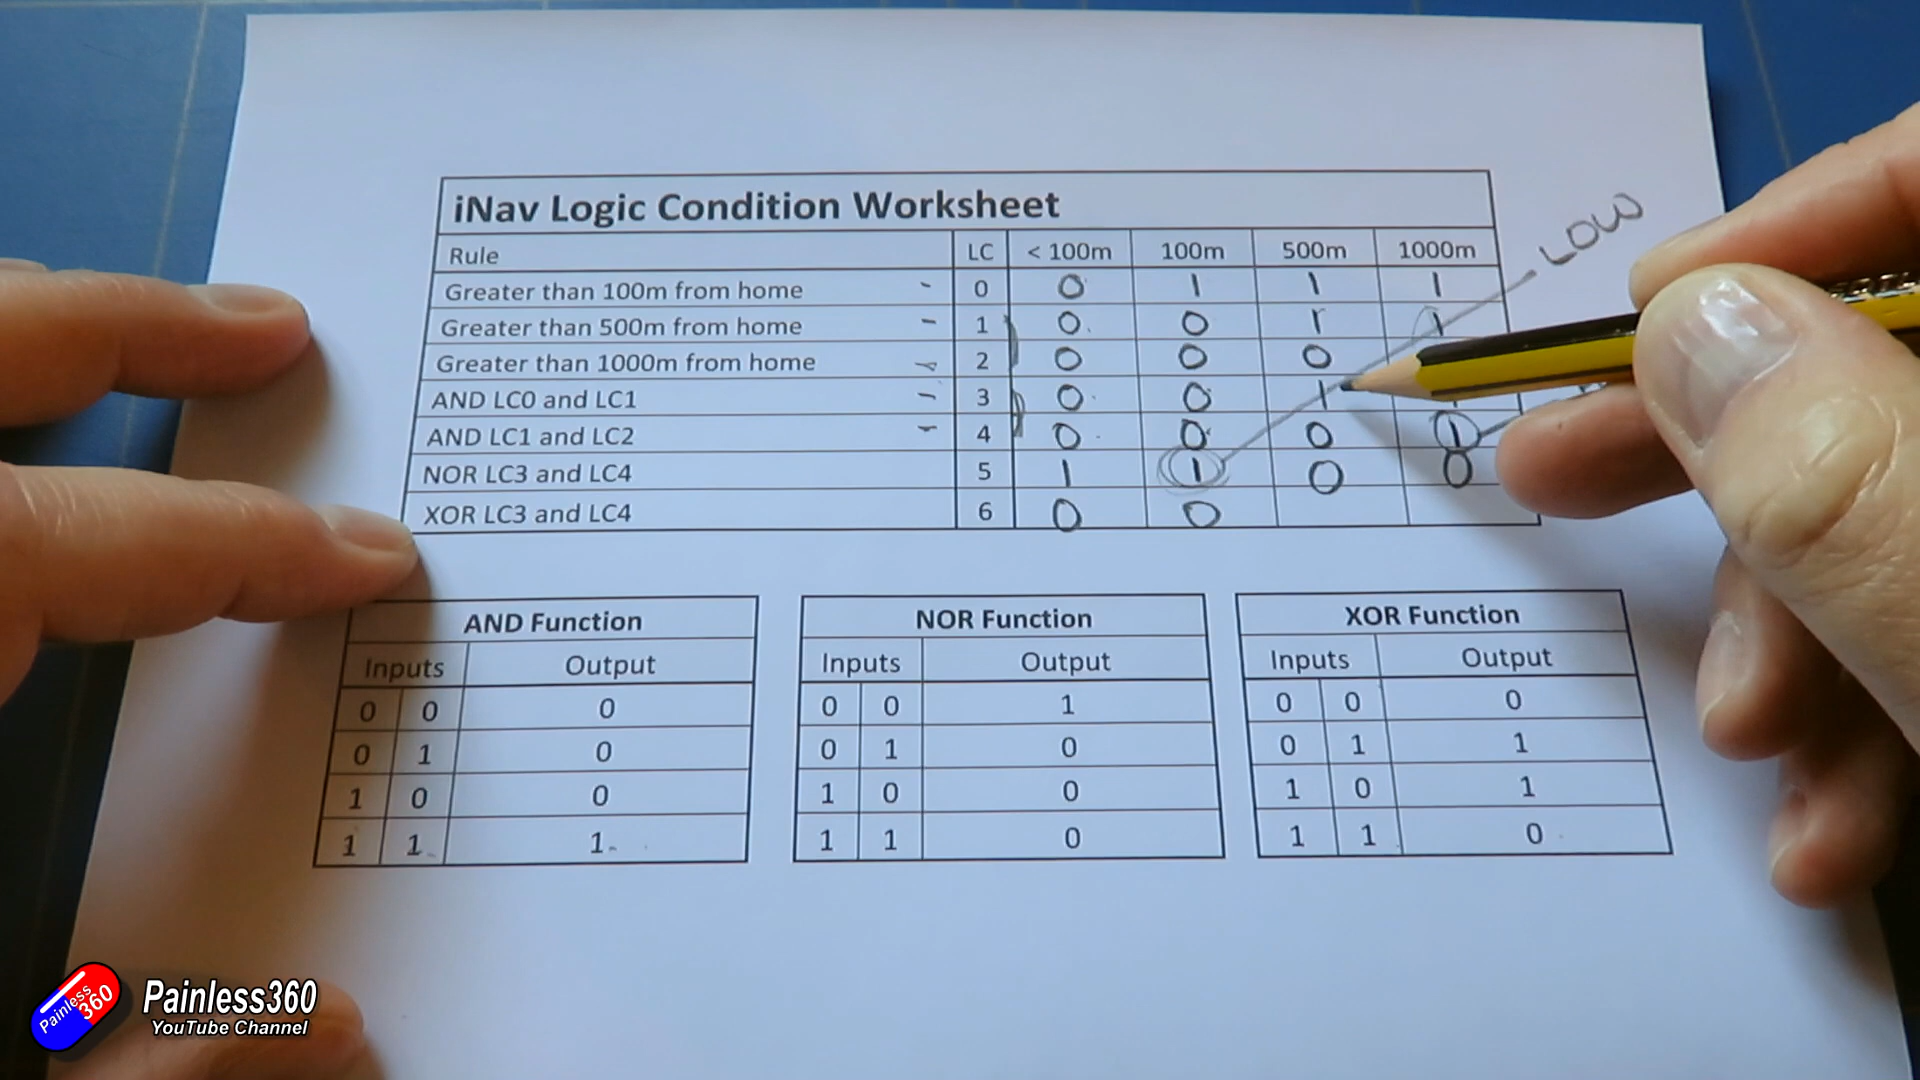 iNav Logic Condition Worksheet
LOW
Rule LC < 100m 100m 500m 1000m
Greater than 100m from home - 0 0 1 1 1
Greater than 500m from home - 1 0 0 1 1
Greater than 1000m from home - 2 0 0 0
AND LC0 and LC1 - 3 0 0 1
AND LC1 and LC2 - 4 0 0 0 1
NOR LC3 and LC4 5 1 1 0 0
XOR LC3 and LC4 6 0 0
AND Function
Inputs Output
0 0 0
0 1 0
1 0 0
1 1 1
NOR Function
Inputs Output
0 0 1
0 1 0
1 0 0
1 1 0
XOR Function
Inputs Output
0 0 0
0 1 1
1 0 1
1 1 0
Painless
360
Painless360
YouTube Channel